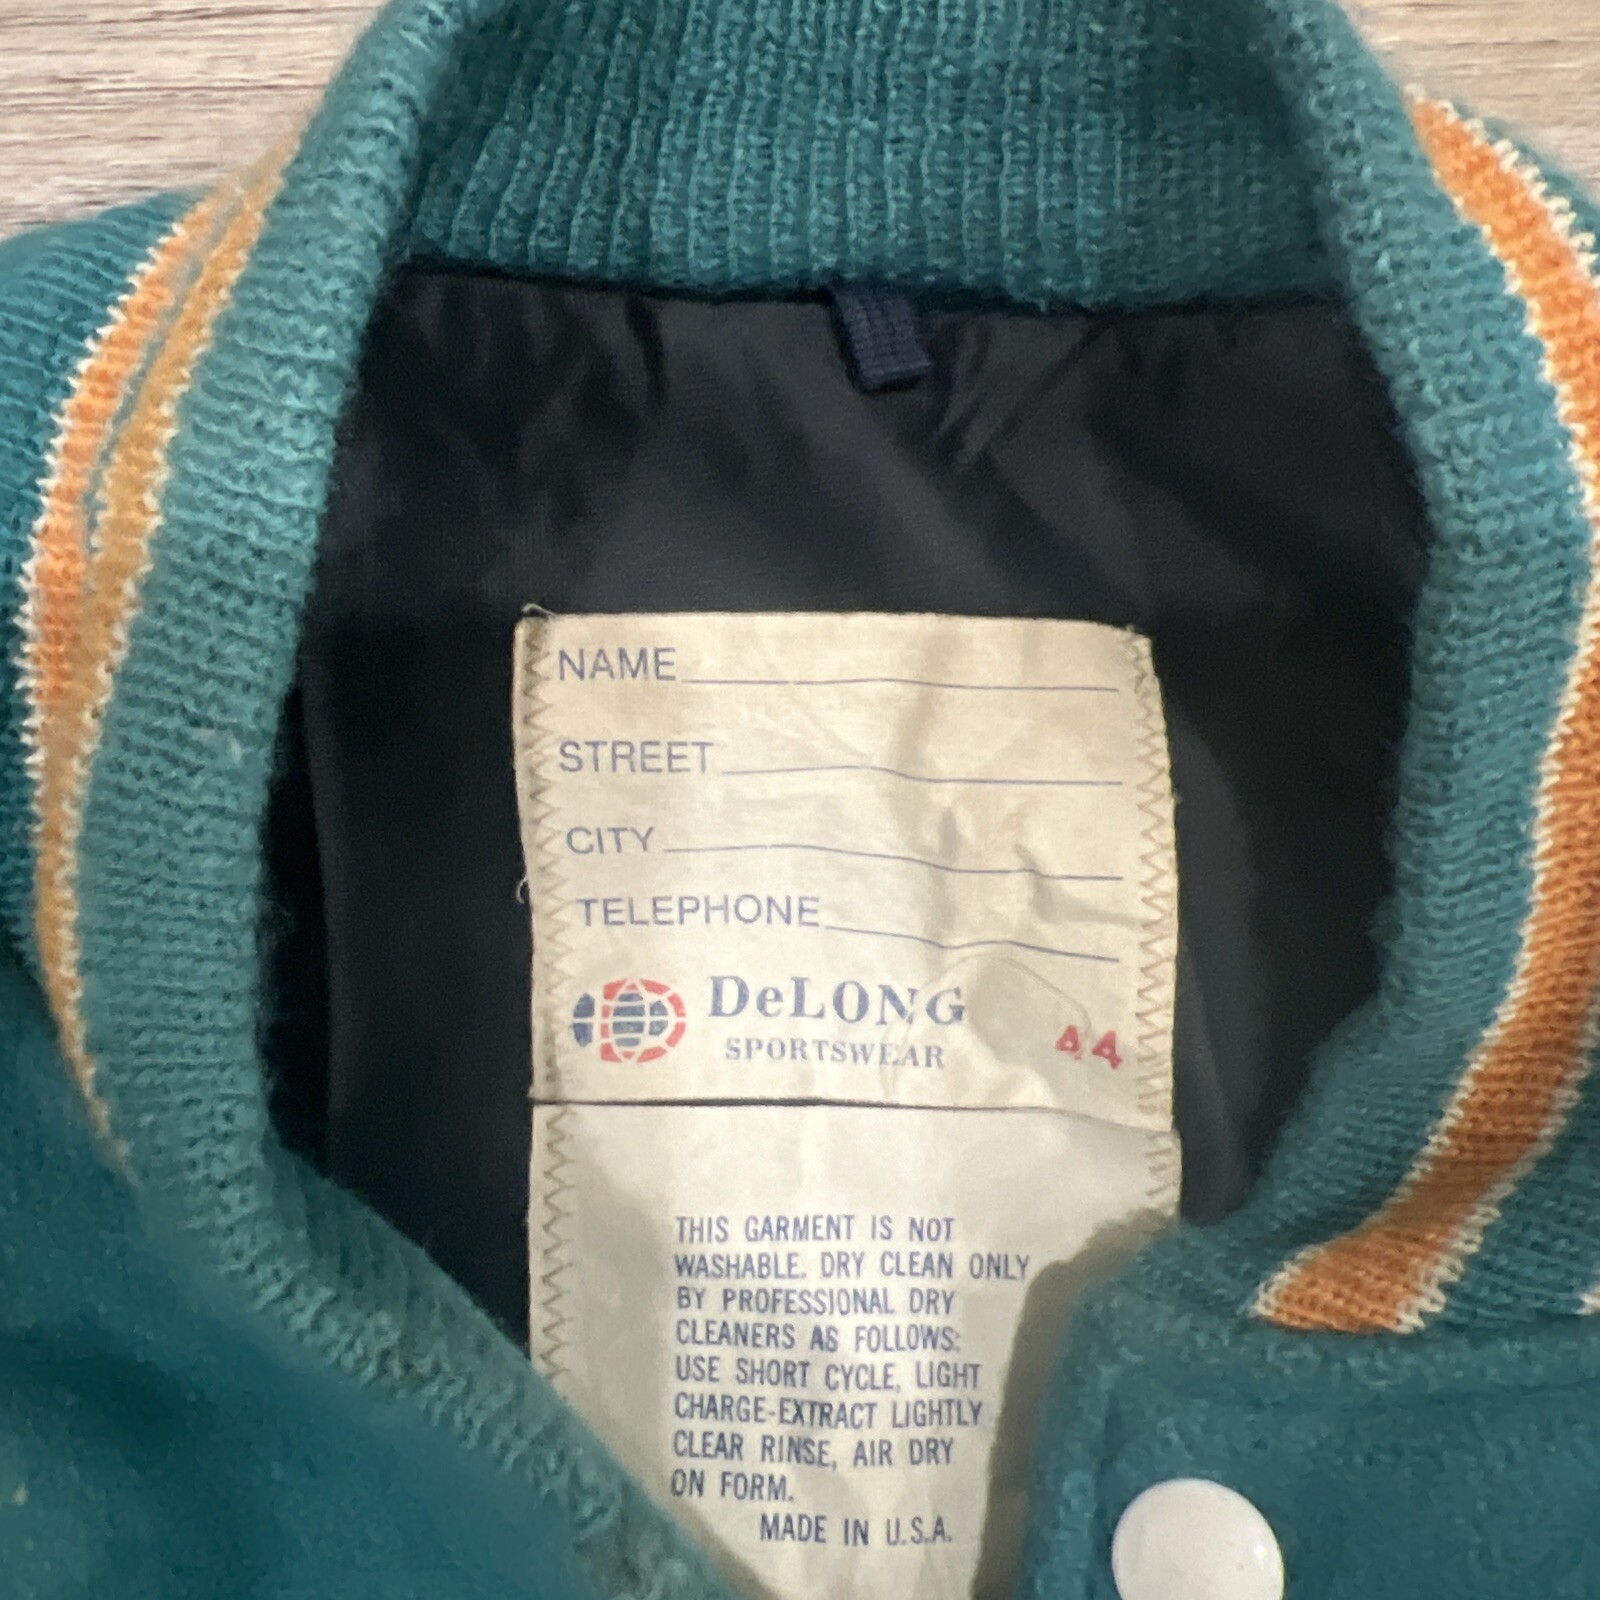 NAME
STREET
CITY
TELEPHONE
DeLONG
SPORTSWEAR
44
THIS GARMENT IS NOT
WASHABLE. DRY CLEAN ONLY
BY PROFESSIONAL DRY
CLEANERS AS FOLLOWS:
USE SHORT CYCLE, LIGHT
CHARGE-EXTRACT LIGHTLY
CLEAR RINSE, AIR DRY
ON FORM.
MADE IN U.S.A.